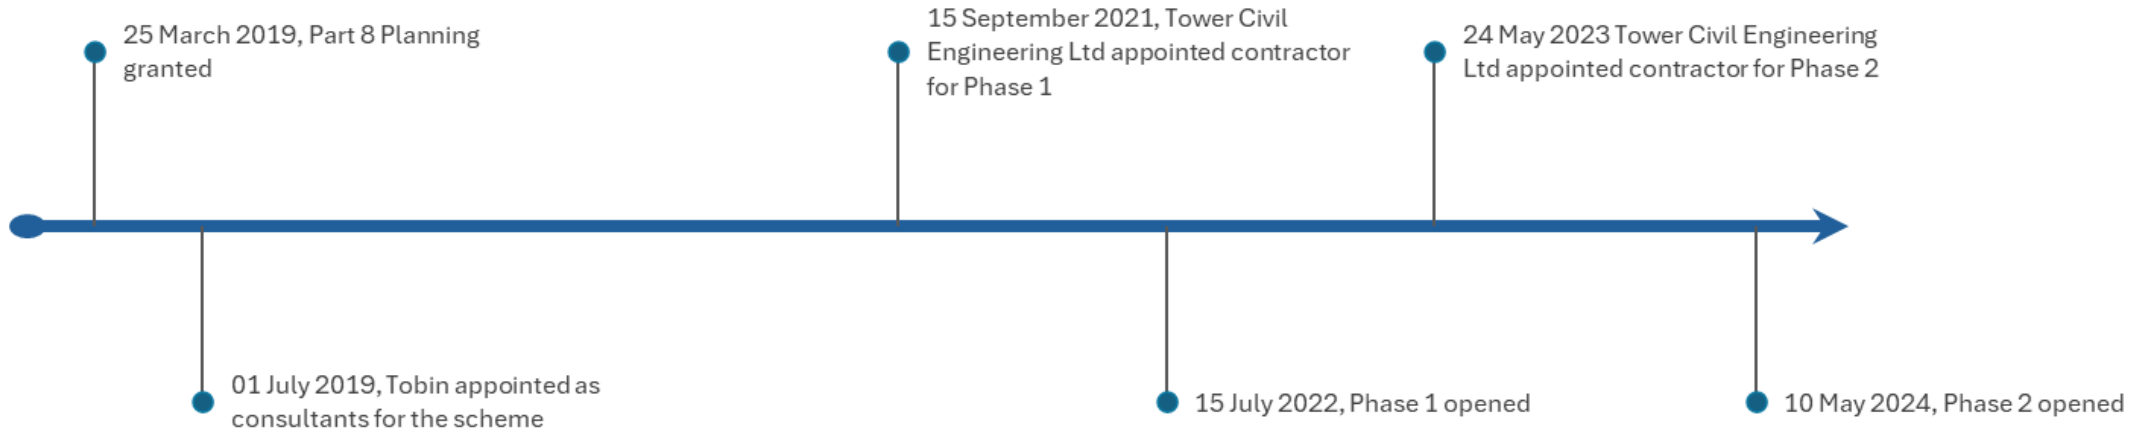 25 March 2019, Part 8 Planning
granted
01 July 2019, Tobin appointed as
consultants for the scheme
15 September 2021, Tower Civil
Engineering Ltd appointed contractor
for Phase 1
15 July 2022, Phase 1 opened
24 May 2023 Tower Civil Engineering
Ltd appointed contractor for Phase 2
10 May 2024, Phase 2 opened